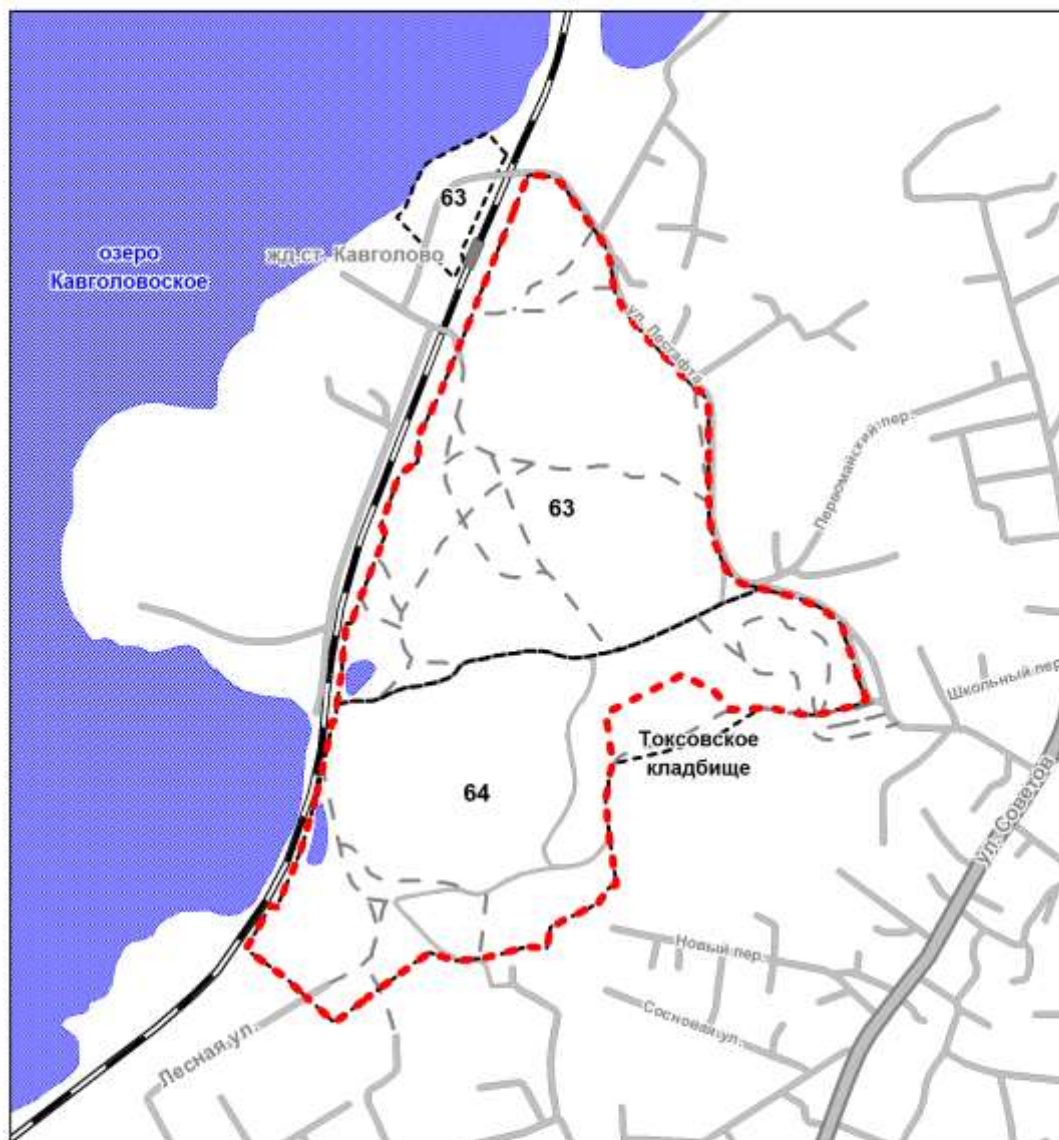 63
озеро
Кавголовоское
жд.ст. Кавголово
ул. Лесгафта
Первомайский пер.
63
Школьный пер
Токсовское
кладбище
64
ул. Советов
Новый пер.
Сосновая ул.
Лесная ул.